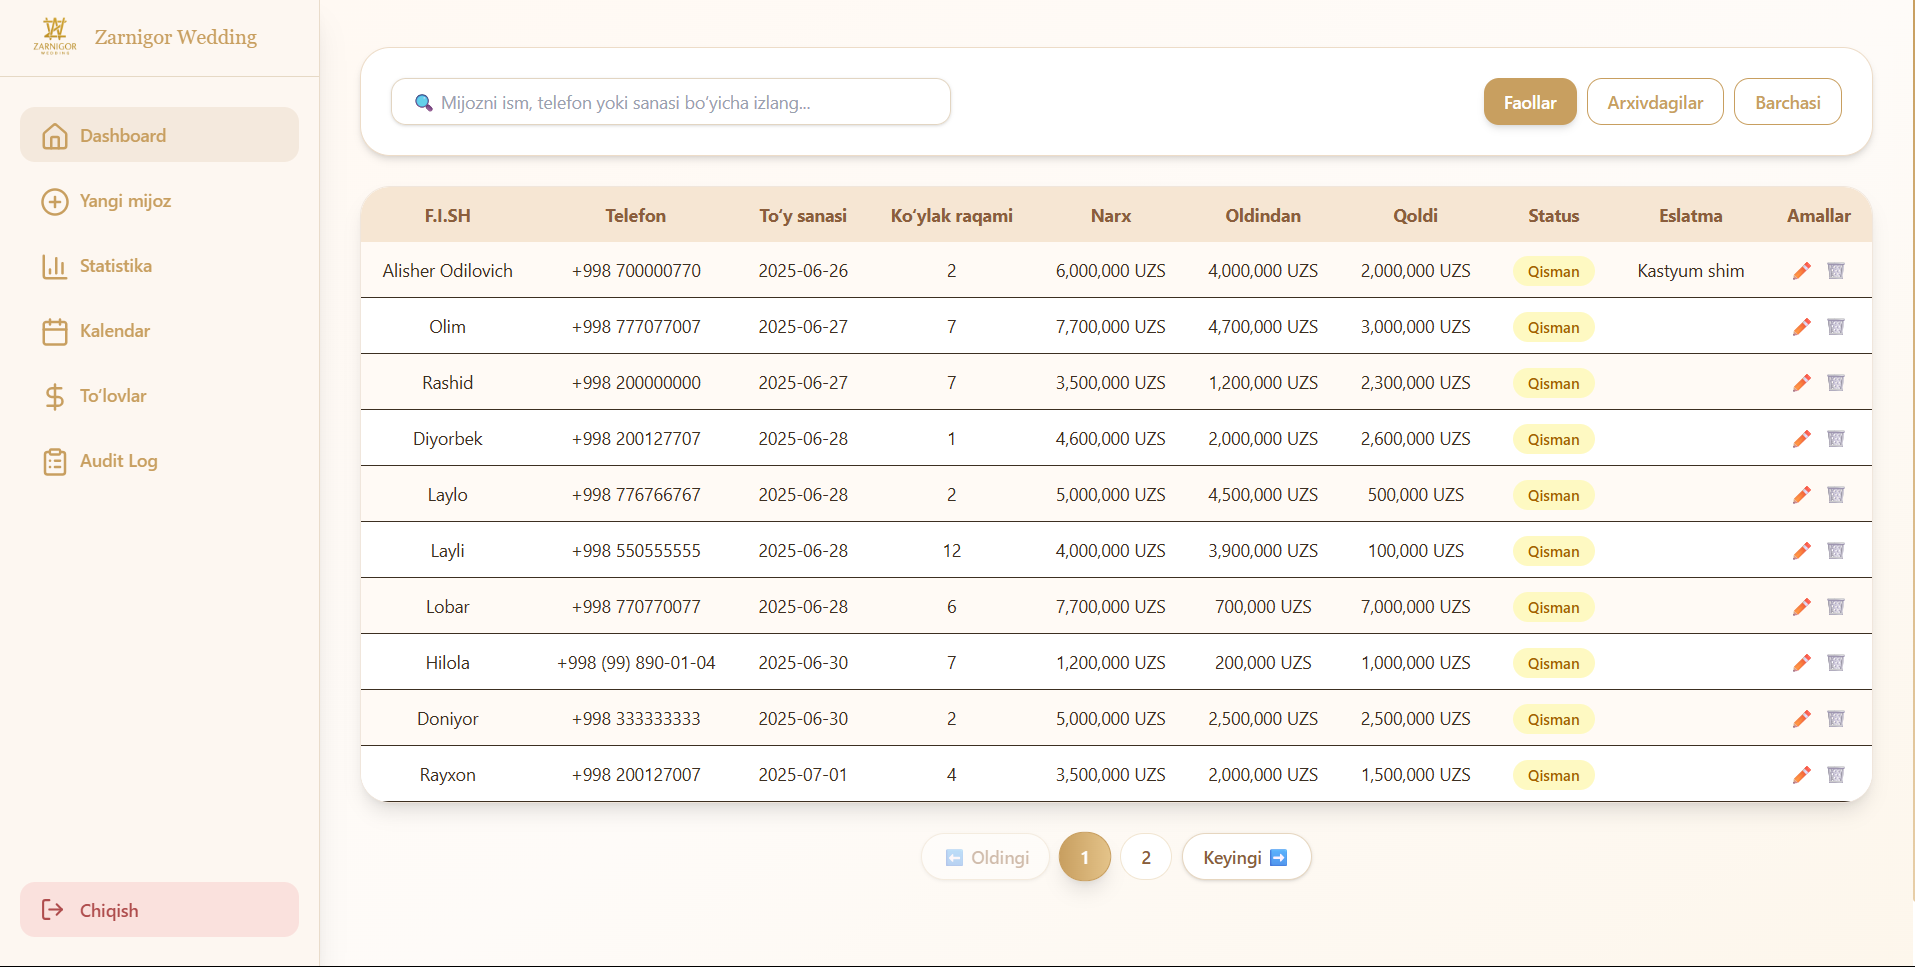 ZARNIGOR
WEDDING
Zarnigor Wedding
Dashboard
Yangi mijoz
Statistika
Kalendar
To‘lovlar
Audit Log
Chiqish
🔍 Mijozni ism, telefon yoki sanasi bo‘yicha izlang...
Faollar Arxivdagilar Barchasi
F.I.SH Telefon To‘y sanasi Ko‘ylak raqami Narx Oldindan Qoldi Status Eslatma Amallar
Alisher Odilovich +998 700000770 2025-06-26 2 6,000,000 UZS 4,000,000 UZS 2,000,000 UZS Qisman Kastyum shim
Olim +998 777077007 2025-06-27 7 7,700,000 UZS 4,700,000 UZS 3,000,000 UZS Qisman
Rashid +998 200000000 2025-06-27 7 3,500,000 UZS 1,200,000 UZS 2,300,000 UZS Qisman
Diyorbek +998 200127707 2025-06-28 1 4,600,000 UZS 2,000,000 UZS 2,600,000 UZS Qisman
Laylo +998 776766767 2025-06-28 2 5,000,000 UZS 4,500,000 UZS 500,000 UZS Qisman
Layli +998 550555555 2025-06-28 12 4,000,000 UZS 3,900,000 UZS 100,000 UZS Qisman
Lobar +998 770770077 2025-06-28 6 7,700,000 UZS 700,000 UZS 7,000,000 UZS Qisman
Hilola +998 (99) 890-01-04 2025-06-30 7 1,200,000 UZS 200,000 UZS 1,000,000 UZS Qisman
Doniyor +998 333333333 2025-06-30 2 5,000,000 UZS 2,500,000 UZS 2,500,000 UZS Qisman
Rayxon +998 200127007 2025-07-01 4 3,500,000 UZS 2,000,000 UZS 1,500,000 UZS Qisman
⬅️ Oldingi 1 2 Keyingi ➡️